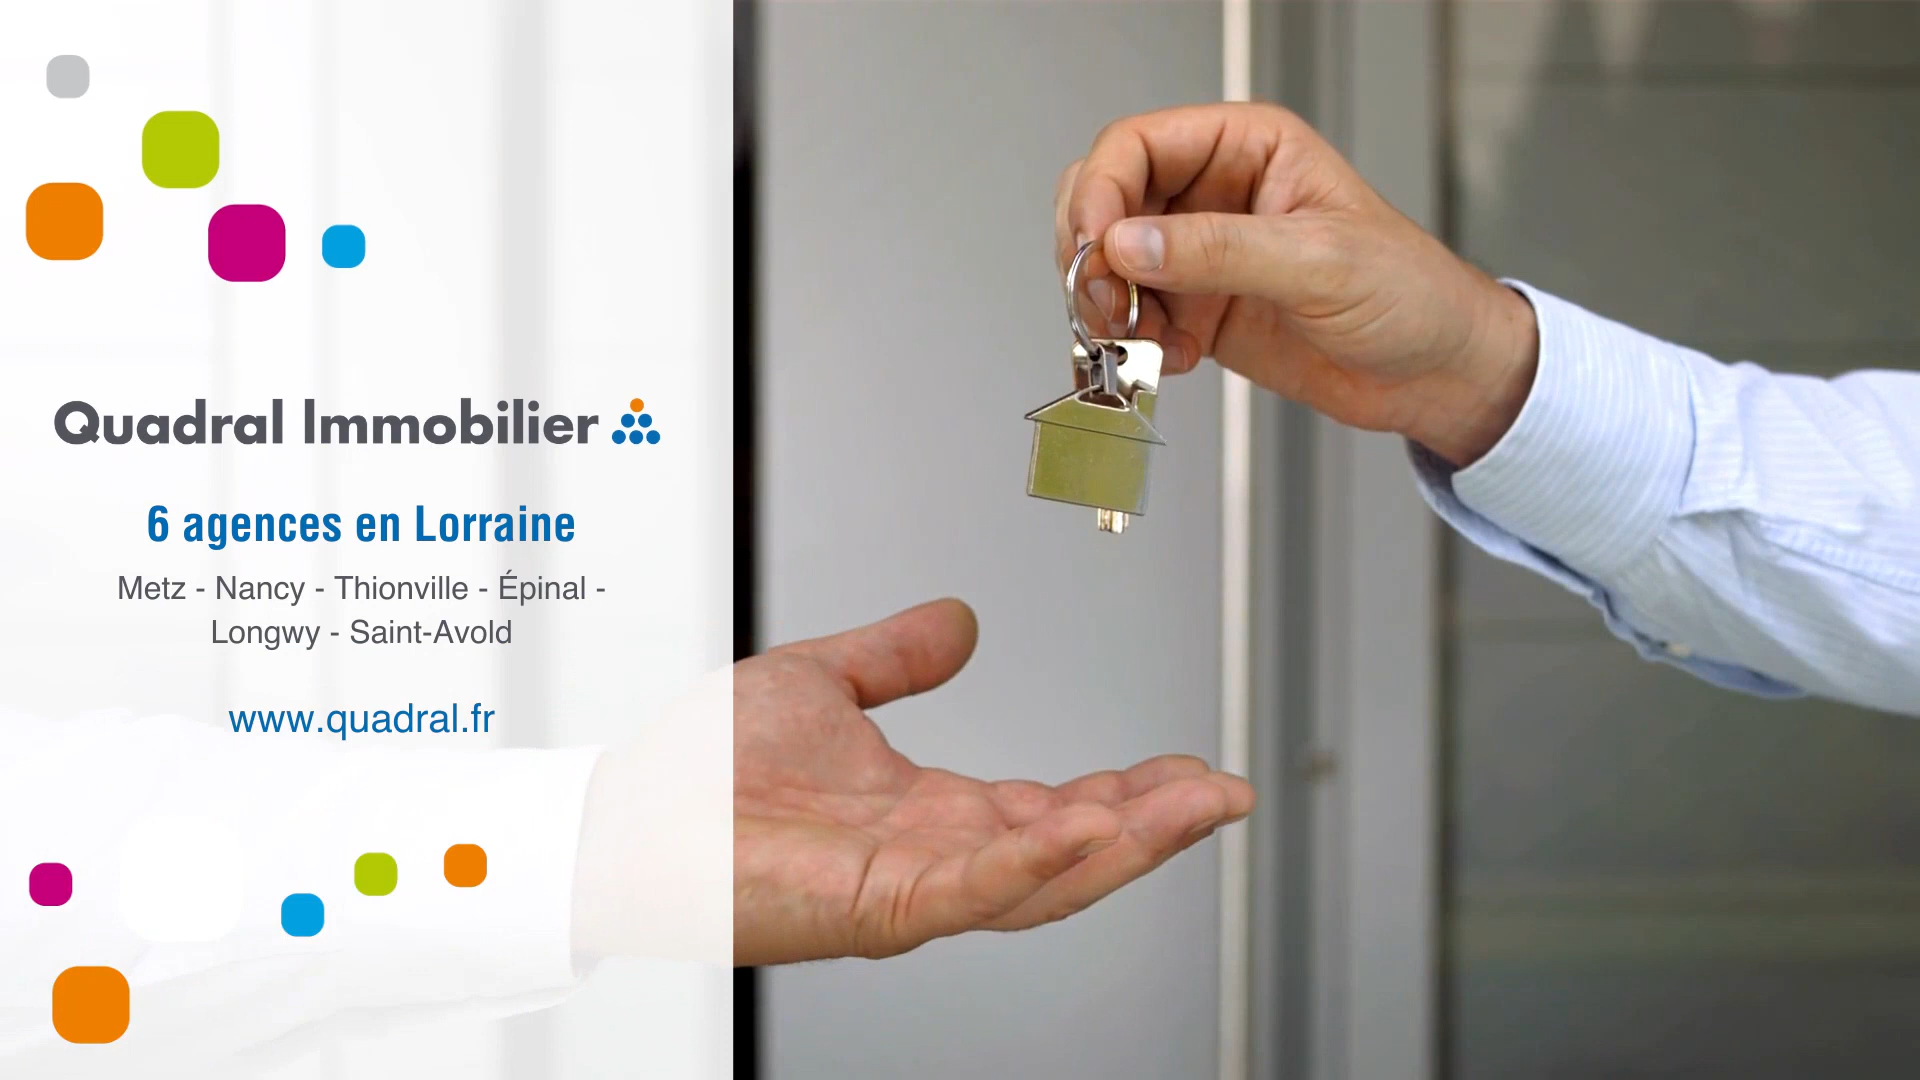 Quadral Immobilier
6 agences en Lorraine
Metz - Nancy - Thionville - Épinal -
Longwy - Saint-Avold
www.quadral.fr